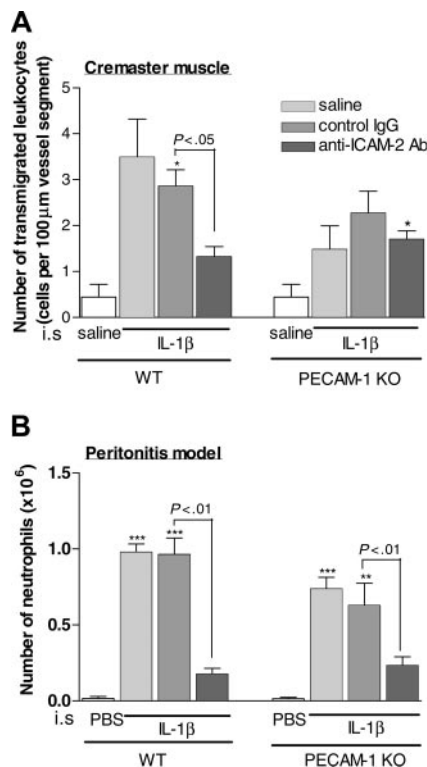 A
Cremaster muscle
Number of transmigrated leukocytes
(cells per 100μm vessel segment)
5
4
3
2
1
0
saline
control IgG
anti-ICAM-2 Ab
P<.05
*
*
i.s
saline
IL-1β
WT
saline
IL-1β
PECAM-1 KO
B
Peritonitis model
Number of neutrophils (x10⁶)
1.5
1.0
0.5
0.0
P<.01
***
***
P<.01
***
**
i.s
PBS
IL-1β
WT
PBS
IL-1β
PECAM-1 KO